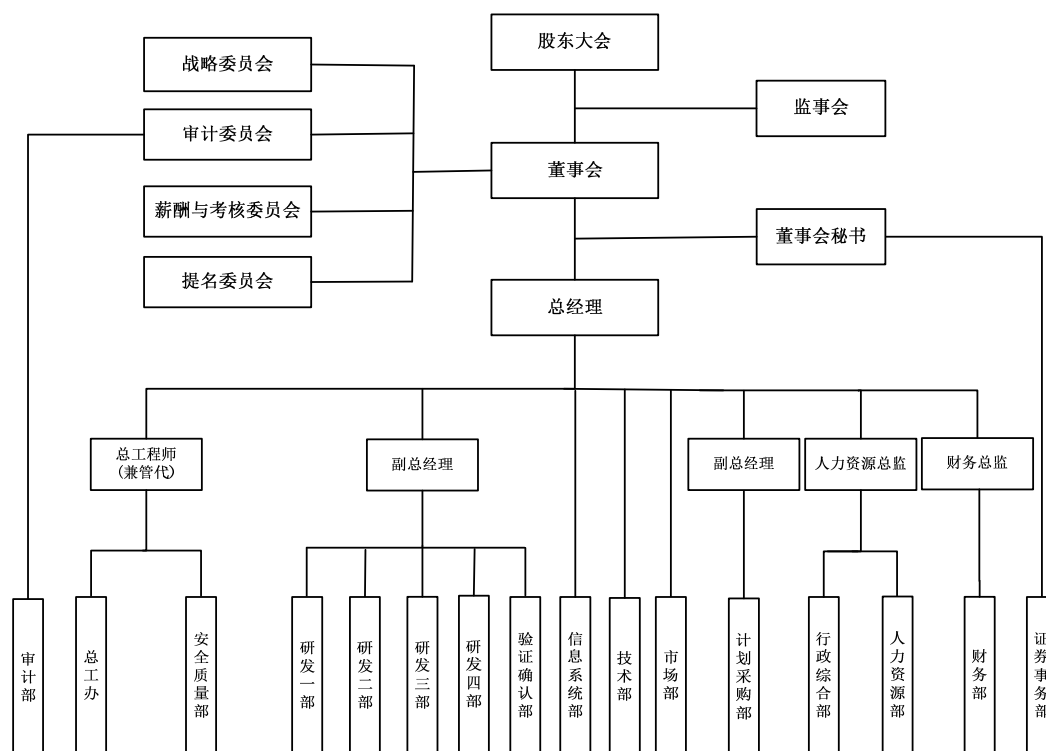 股东大会
战略委员会
监事会
审计委员会
董事会
薪酬与考核委员会
董事会秘书
提名委员会
总经理
总工程师
(兼管代)
副总经理
副总经理
人力资源总监
财务总监
审计部
总工办
安全质量部
研发一部
研发二部
研发三部
研发四部
验证确认部
信息系统部
技术部
市场部
计划采购部
行政综合部
人力资源部
财务部
证券事务部